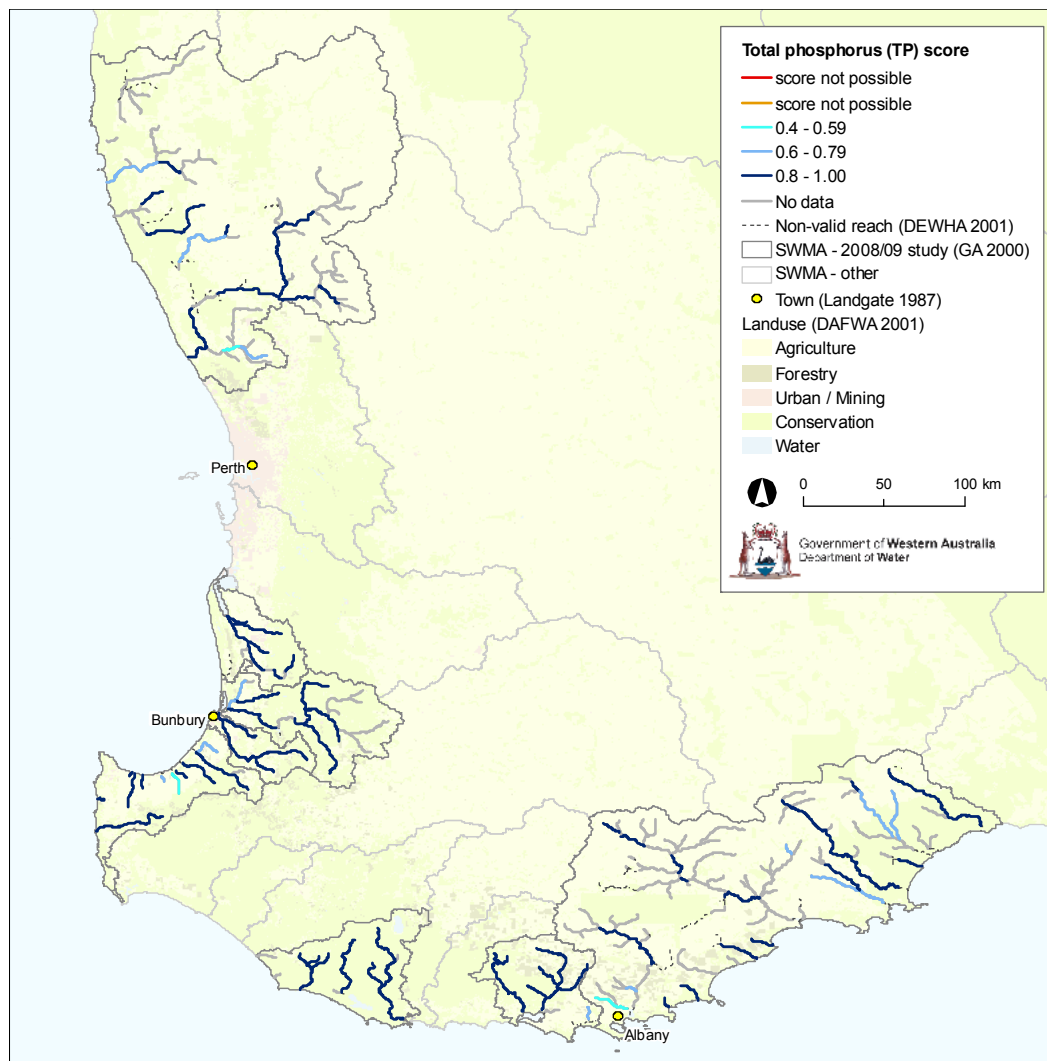 Total phosphorus (TP) score
score not possible
score not possible
0.4 - 0.59
0.6 - 0.79
0.8 - 1.00
No data
Non-valid reach (DEWHA 2001)
SWMA - 2008/09 study (GA 2000)
SWMA - other
Town (Landgate 1987)
Landuse (DAFWA 2001)
Agriculture
Forestry
Urban / Mining
Conservation
Water
0 50 100 km
Government of Western Australia
Department of Water
Perth
Bunbury
Albany